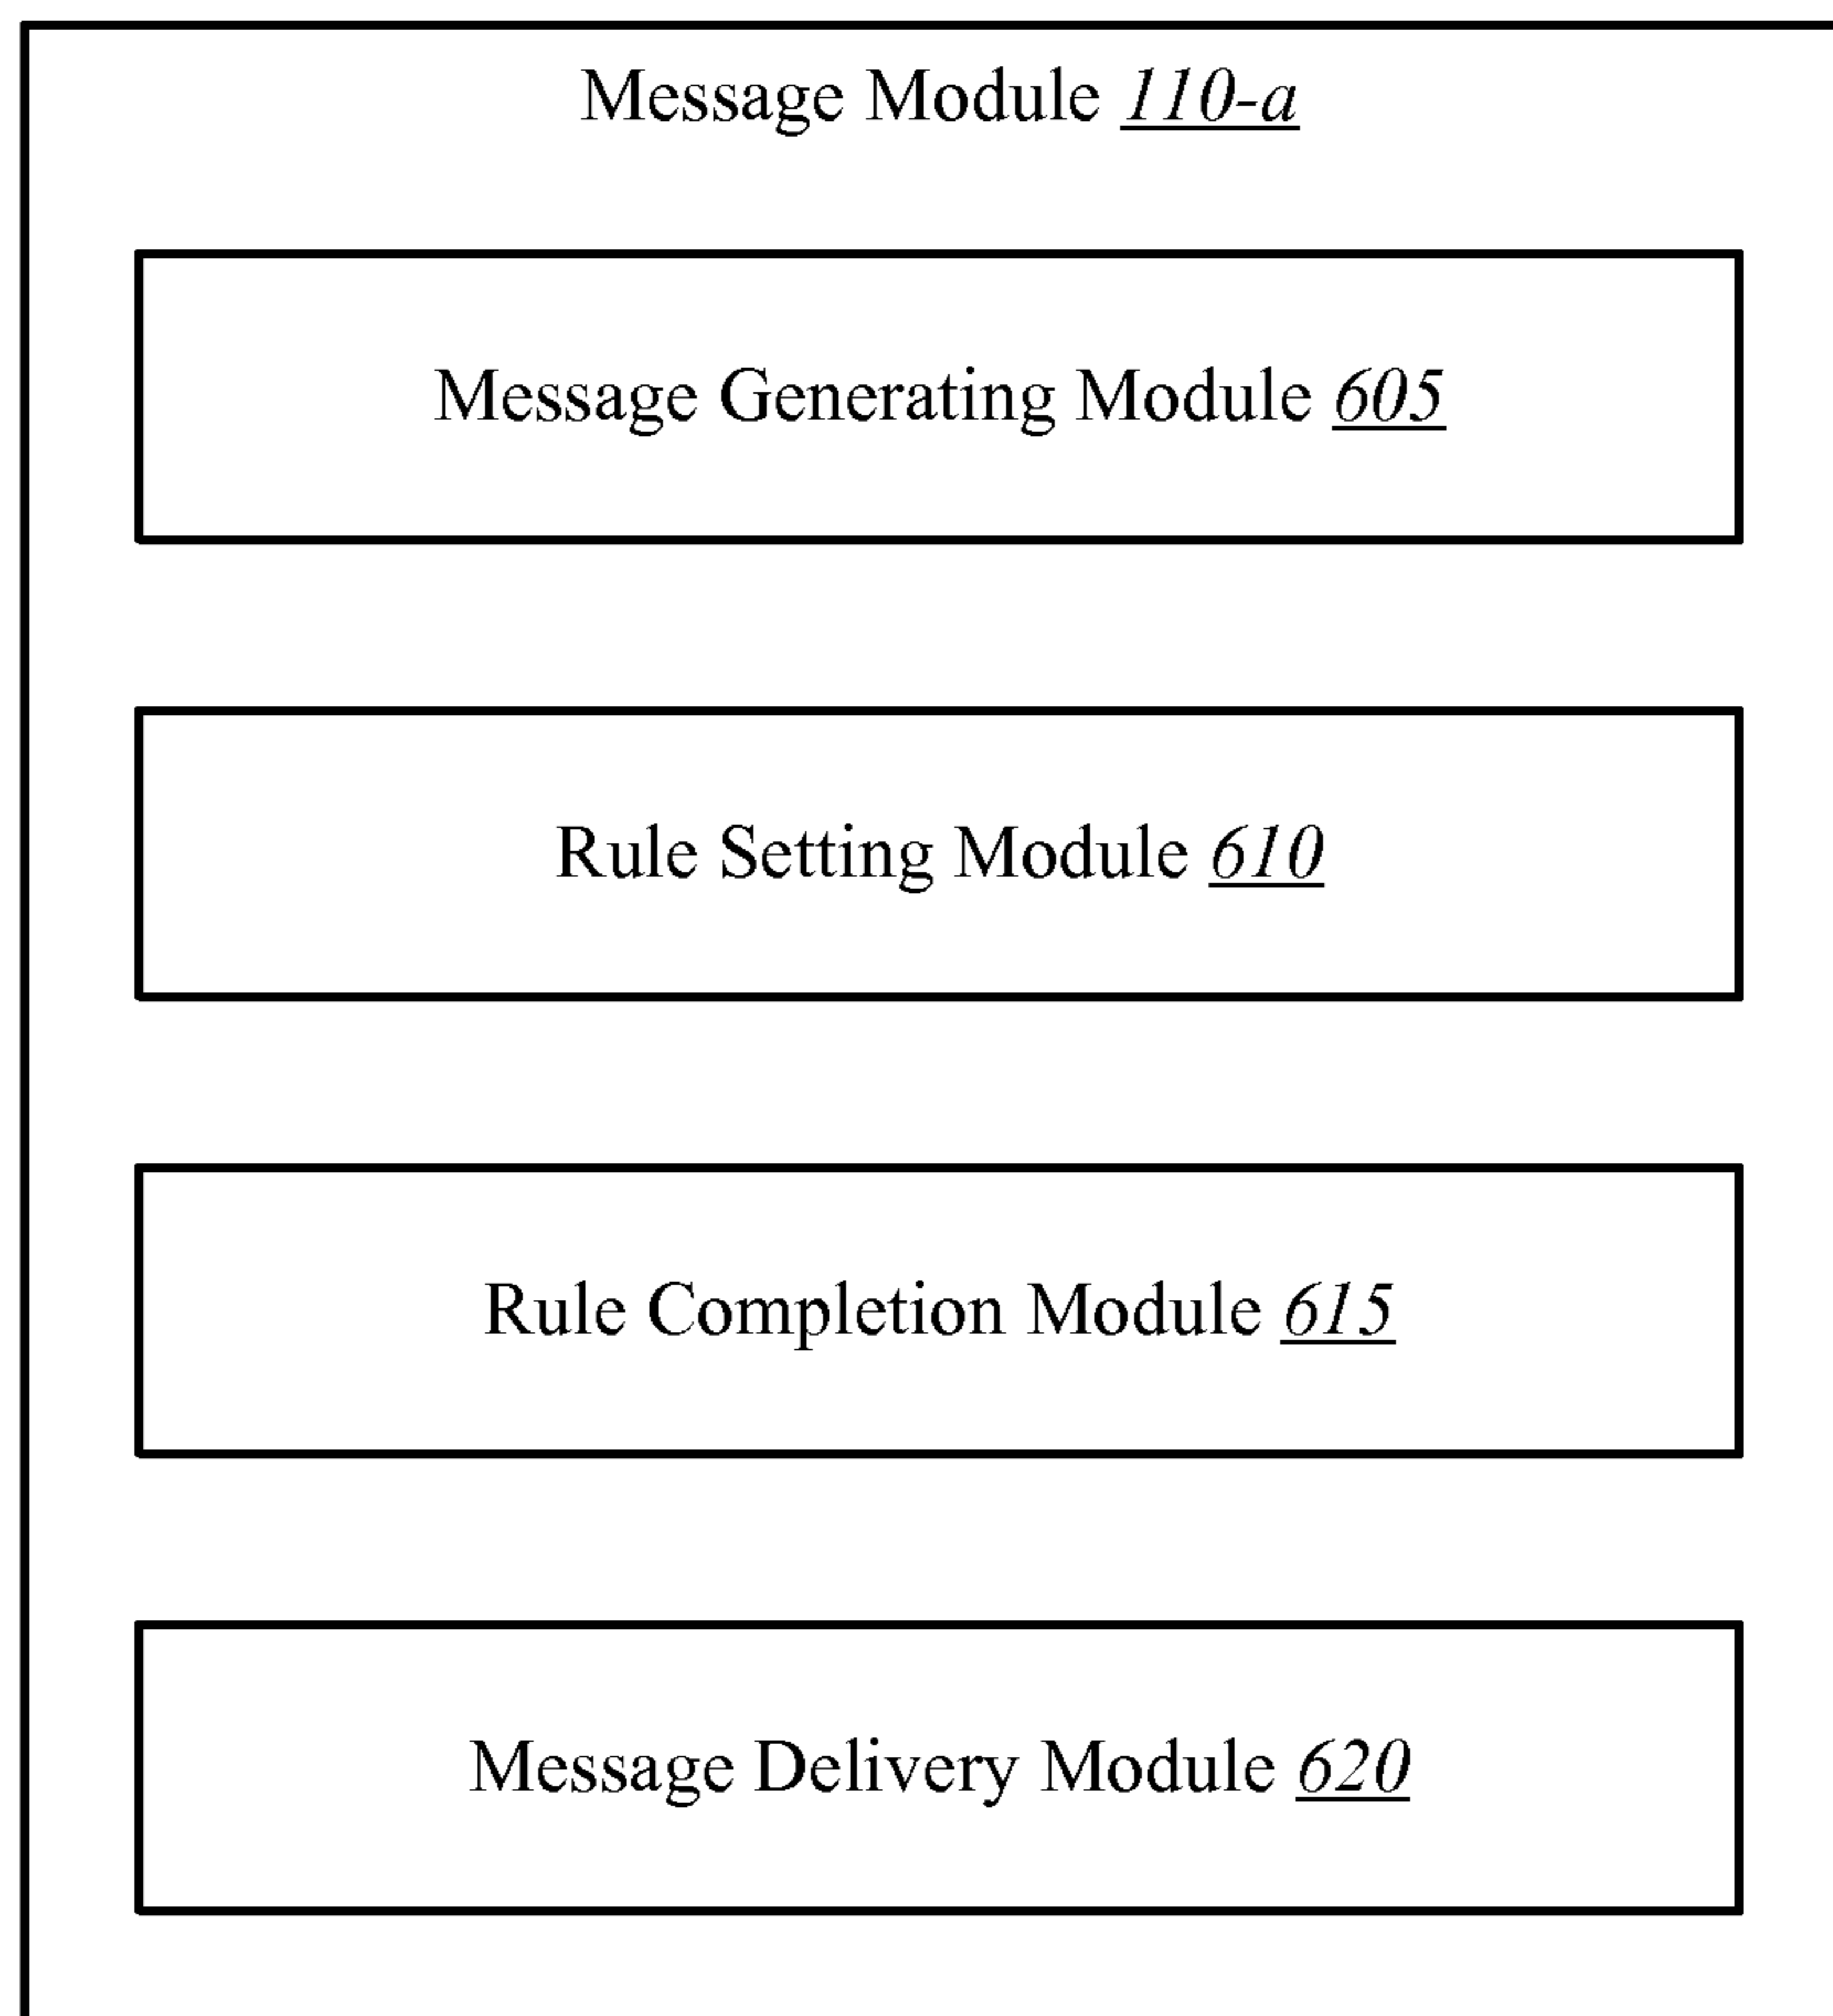 Message Module 110-a
Message Generating Module 605
Rule Setting Module 610
Rule Completion Module 615
Message Delivery Module 620